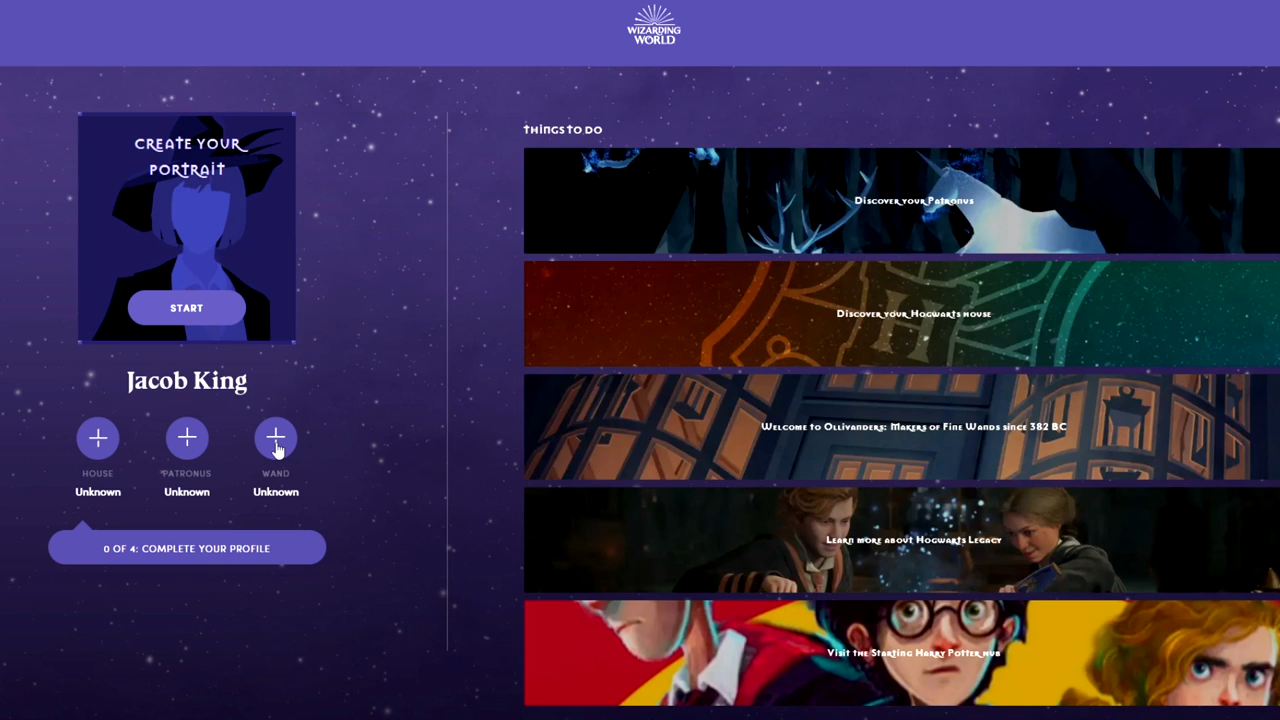 WIZARDING
WORLD
CREATE YOUR
PORTRAIT
START
Jacob King
HOUSE
Unknown
PATRONUS
Unknown
WAND
Unknown
0 OF 4: COMPLETE YOUR PROFILE
THINGS TO DO
Discover your Patronus
Discover your Hogwarts house
H
Welcome to Ollivanders: Makers of Fine Wands since 382 BC
Learn more about Hogwarts Legacy
Visit the Starting Harry Potter hub